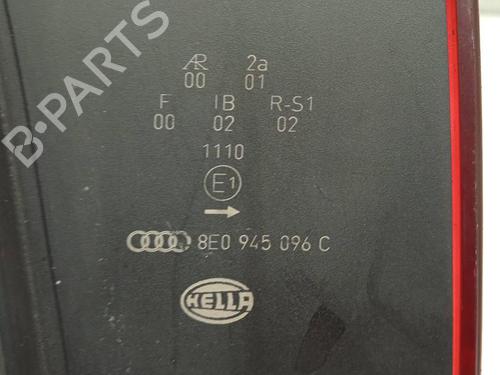 B-PARTS
AR 2a
00 01
F IB R-S1
00 02 02
1110
E1
8E0 945 096 C
HELLA